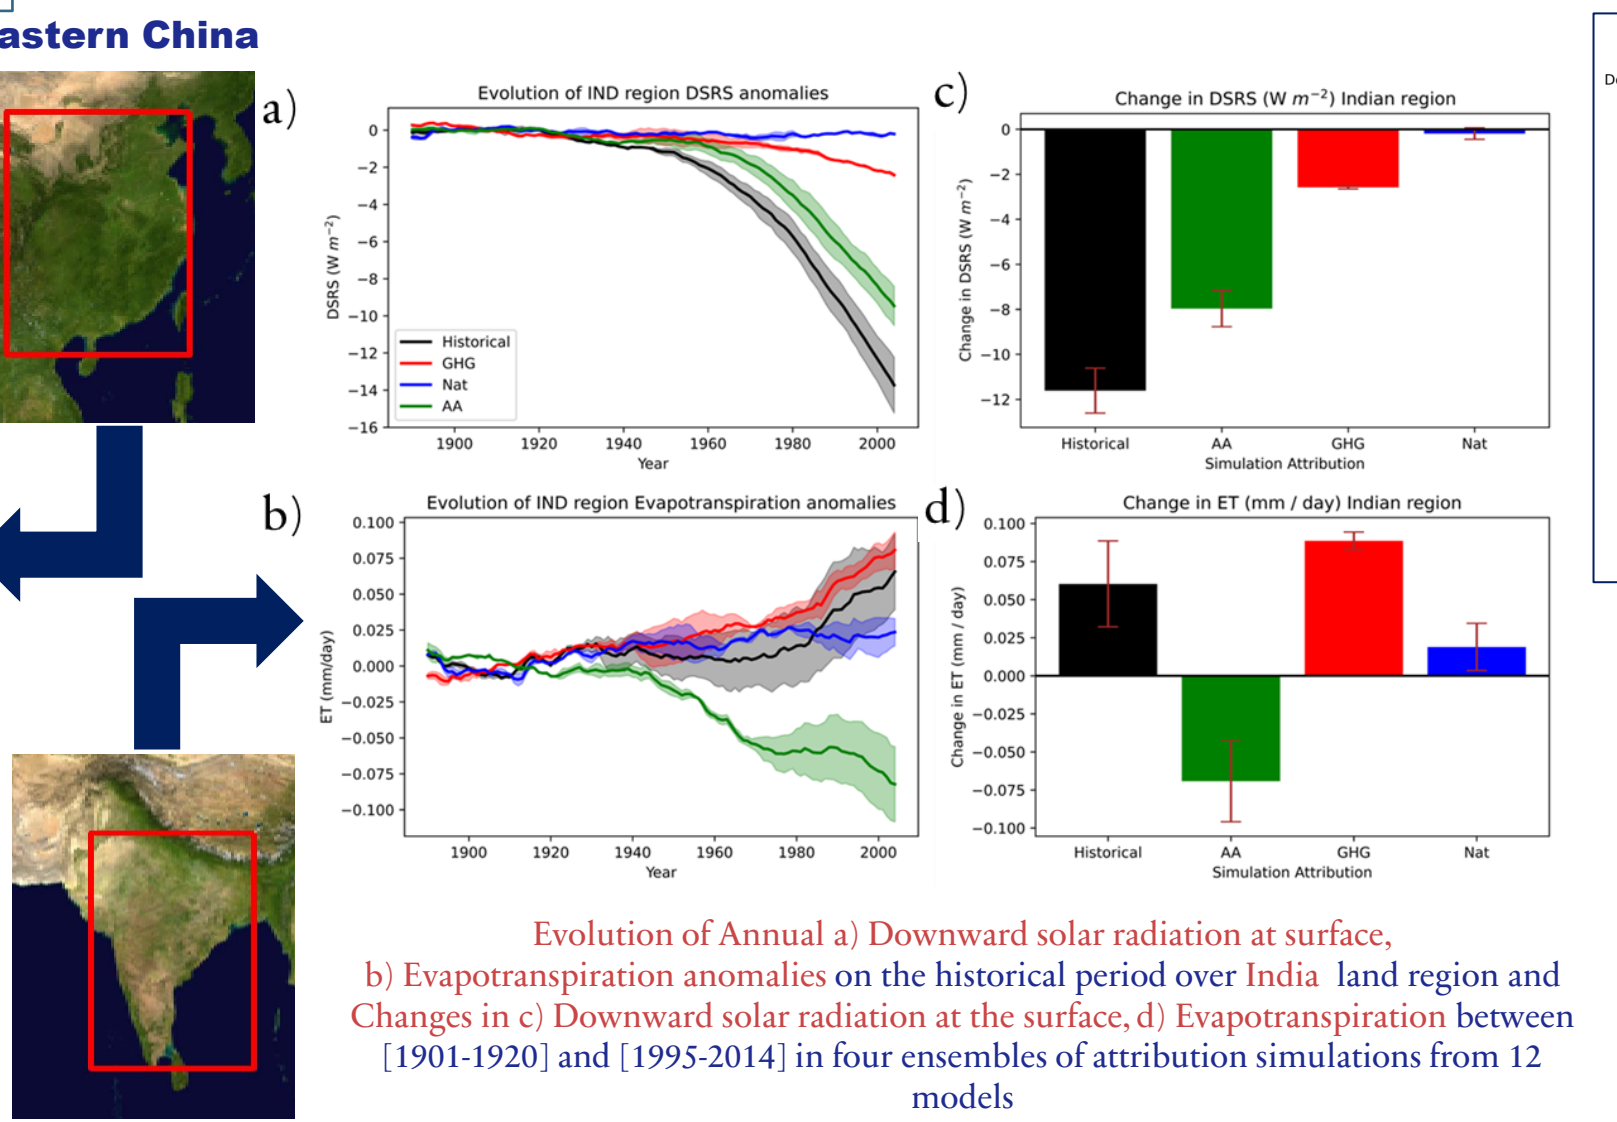 astern China
a)
Evolution of IND region DSRS anomalies
DSRS (W m⁻²)
0
−2
−4
−6
−8
−10
−12
−14
−16
Historical
GHG
Nat
AA
1900 1920 1940 1960 1980 2000
Year
c)
Change in DSRS (W m⁻²) Indian region
Change in DSRS (W m⁻²)
0
−2
−4
−6
−8
−10
−12
Historical AA GHG Nat
Simulation Attribution
b)
Evolution of IND region Evapotranspiration anomalies
ET (mm/day)
0.100
0.075
0.050
0.025
0.000
−0.025
−0.050
−0.075
−0.100
1900 1920 1940 1960 1980 2000
Year
d)
Change in ET (mm / day) Indian region
Change in ET (mm / day)
0.100
0.075
0.050
0.025
0.000
−0.025
−0.050
−0.075
−0.100
Historical AA GHG Nat
Simulation Attribution
Evolution of Annual a) Downward solar radiation at surface,
b) Evapotranspiration anomalies on the historical period over India land region and
Changes in c) Downward solar radiation at the surface, d) Evapotranspiration between
[1901-1920] and [1995-2014] in four ensembles of attribution simulations from 12
models